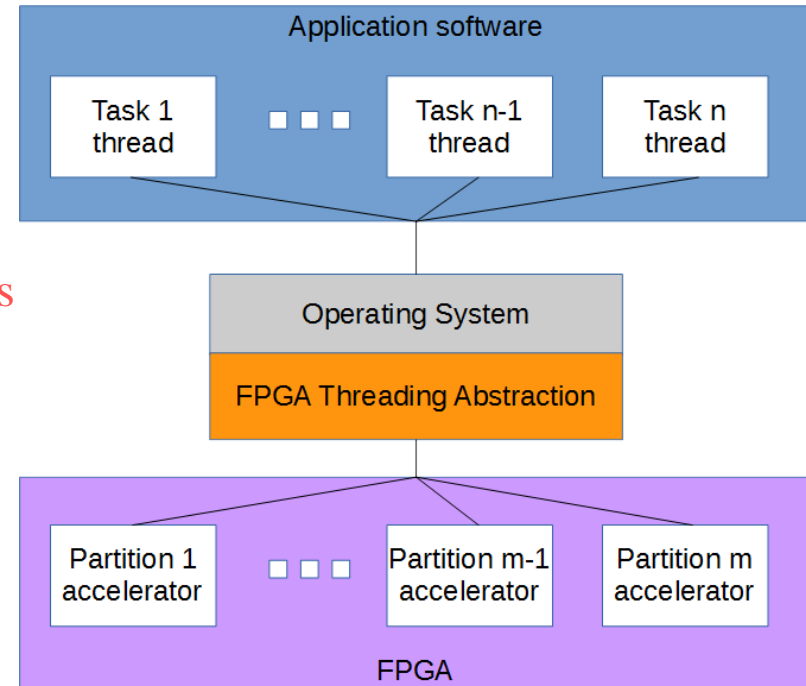 Application software
Task 1
thread
Task n-1
thread
Task n
thread
s
Operating System
FPGA Threading Abstraction
Partition 1
accelerator
Partition m-1
accelerator
Partition m
accelerator
FPGA